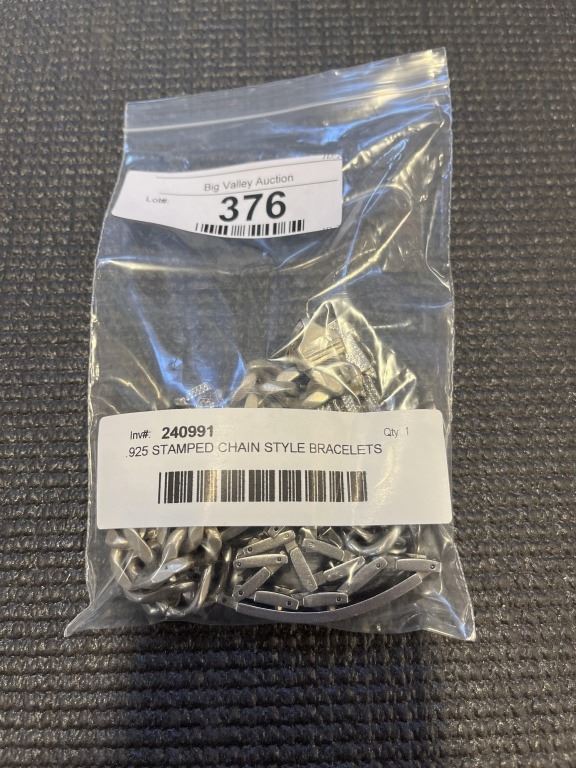 Big Valley Auction
Lot#: 376
Inv#: 240991 Qty: 1
.925 STAMPED CHAIN STYLE BRACELETS